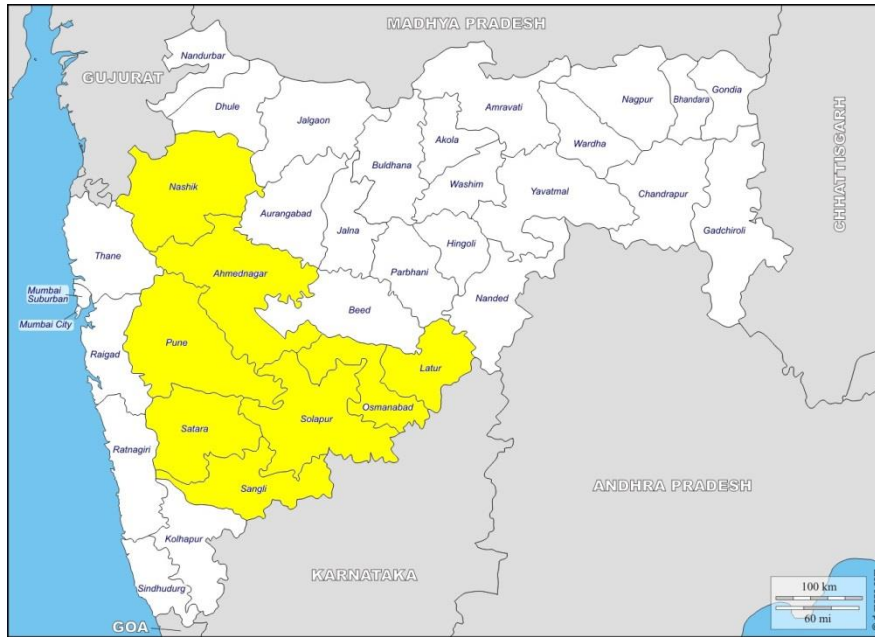 MADHYA PRADESH
Nandurbar
GUJURAT
Dhule
Jalgaon
Amravati
Nagpur
Bhandara
Gondia
Akola
Buldhana
Wardha
CHHATTISGARH
Nashik
Washim
Yavatmal
Chandrapur
Aurangabad
Jalna
Hingoli
Gadchiroli
Thane
Ahmednagar
Parbhani
Mumbai
Suburban
Nanded
Beed
Mumbai City
Pune
Raigad
Latur
Osmanabad
Solapur
Satara
Ratnagiri
Sangli
ANDHRA PRADESH
Kolhapur
KARNATAKA
Sindhudurg
100 km
60 mi
GOA